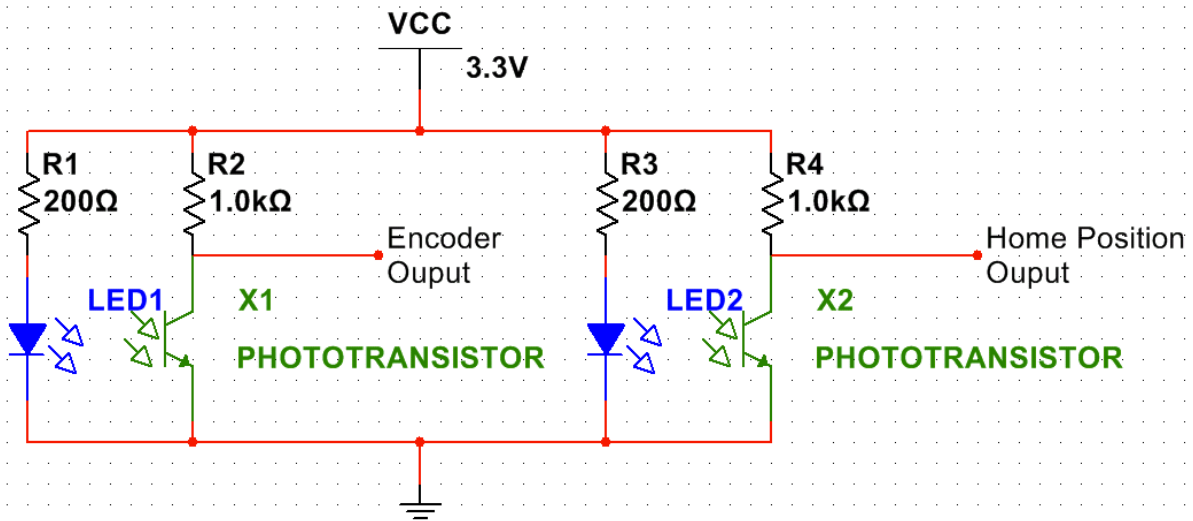 VCC
3.3V
R1
200Ω
R2
1.0kΩ
R3
200Ω
R4
1.0kΩ
Encoder
Ouput
Home Position
Ouput
LED1
X1
PHOTOTRANSISTOR
LED2
X2
PHOTOTRANSISTOR